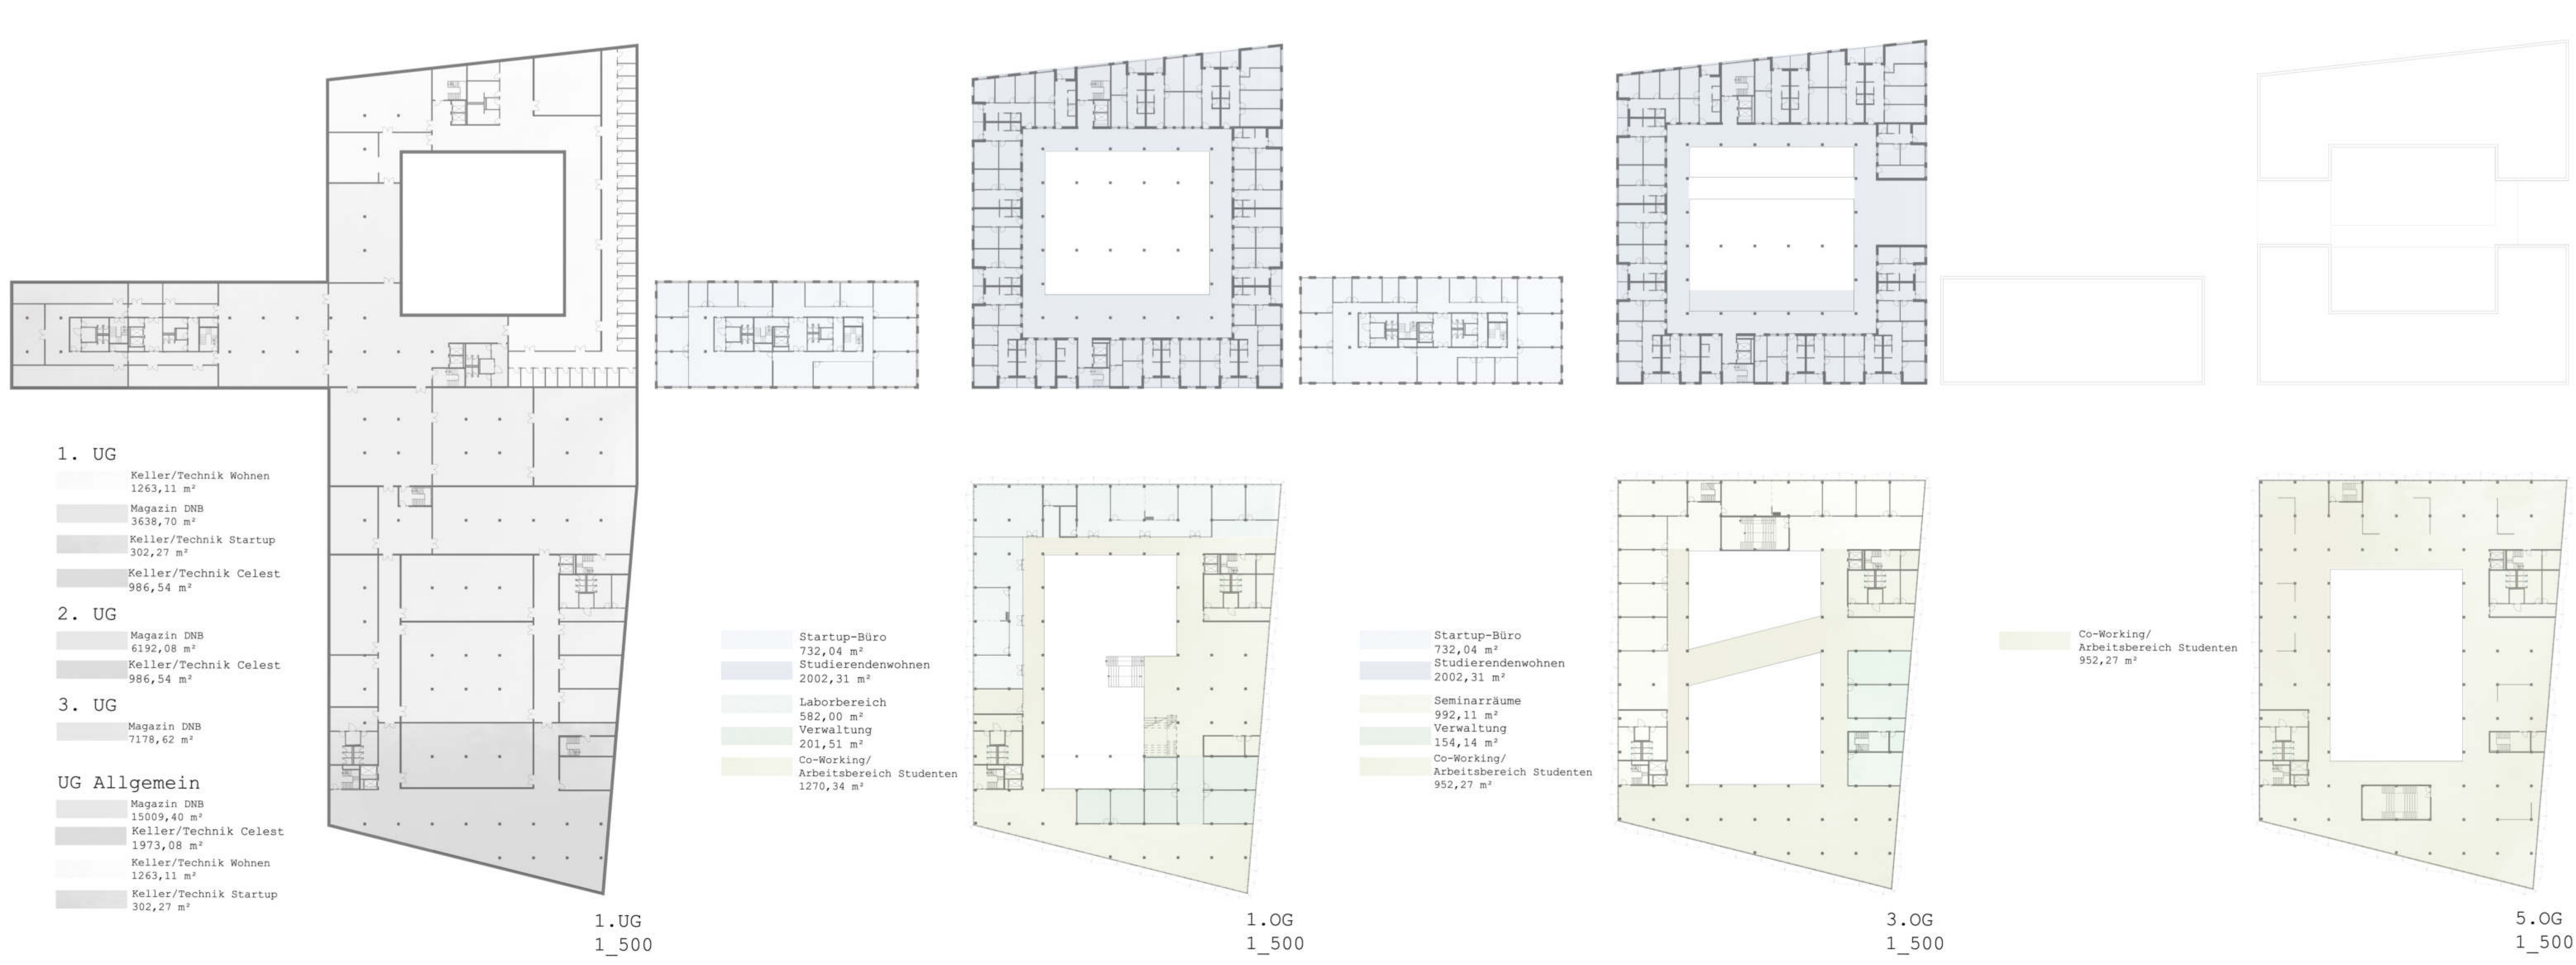 1. UG
Keller/Technik Wohnen
1263,11 m²
Magazin DNB
3638,70 m²
Keller/Technik Startup
302,27 m²
Keller/Technik Celest
986,54 m²
2. UG
Magazin DNB
6192,08 m²
Keller/Technik Celest
986,54 m²
3. UG
Magazin DNB
7178,62 m²
UG Allgemein
Magazin DNB
15009,40 m²
Keller/Technik Celest
1973,08 m²
Keller/Technik Wohnen
1263,11 m²
Keller/Technik Startup
302,27 m²
1.UG
1_500
Startup-Büro
732,04 m²
Studierendenwohnen
2002,31 m²
Laborbereich
582,00 m²
Verwaltung
201,51 m²
Co-Working/
Arbeitsbereich Studenten
1270,34 m²
1.OG
1_500
Startup-Büro
732,04 m²
Studierendenwohnen
2002,31 m²
Seminarräume
992,11 m²
Verwaltung
154,14 m²
Co-Working/
Arbeitsbereich Studenten
952,27 m²
3.OG
1_500
Co-Working/
Arbeitsbereich Studenten
952,27 m²
5.OG
1_500